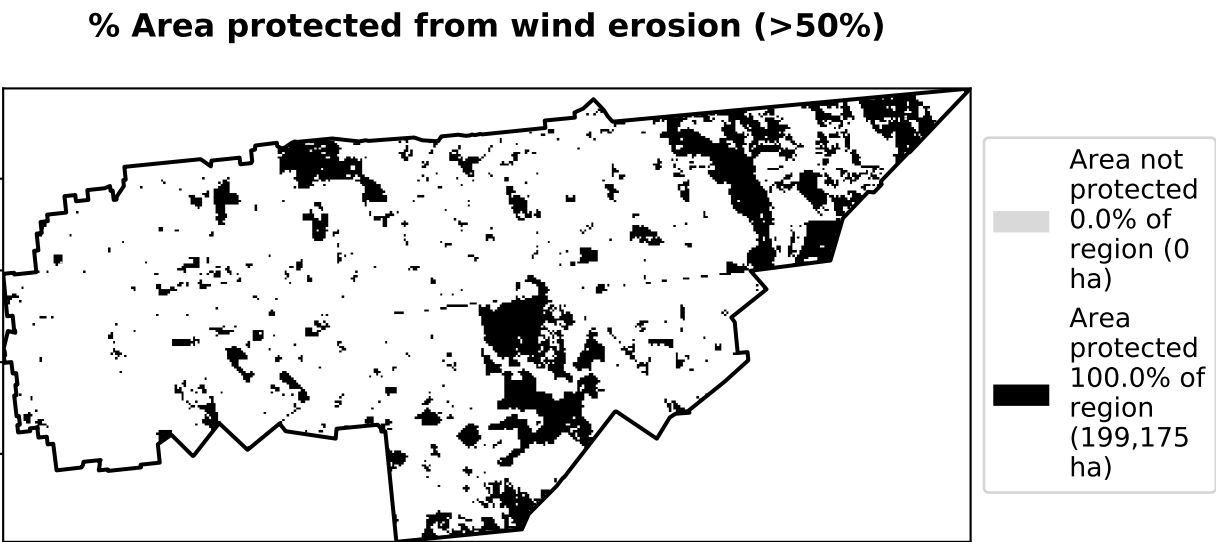 % Area protected from wind erosion (>50%)
Area not
protected
0.0% of
region (0
ha)
Area
protected
100.0% of
region
(199,175
ha)